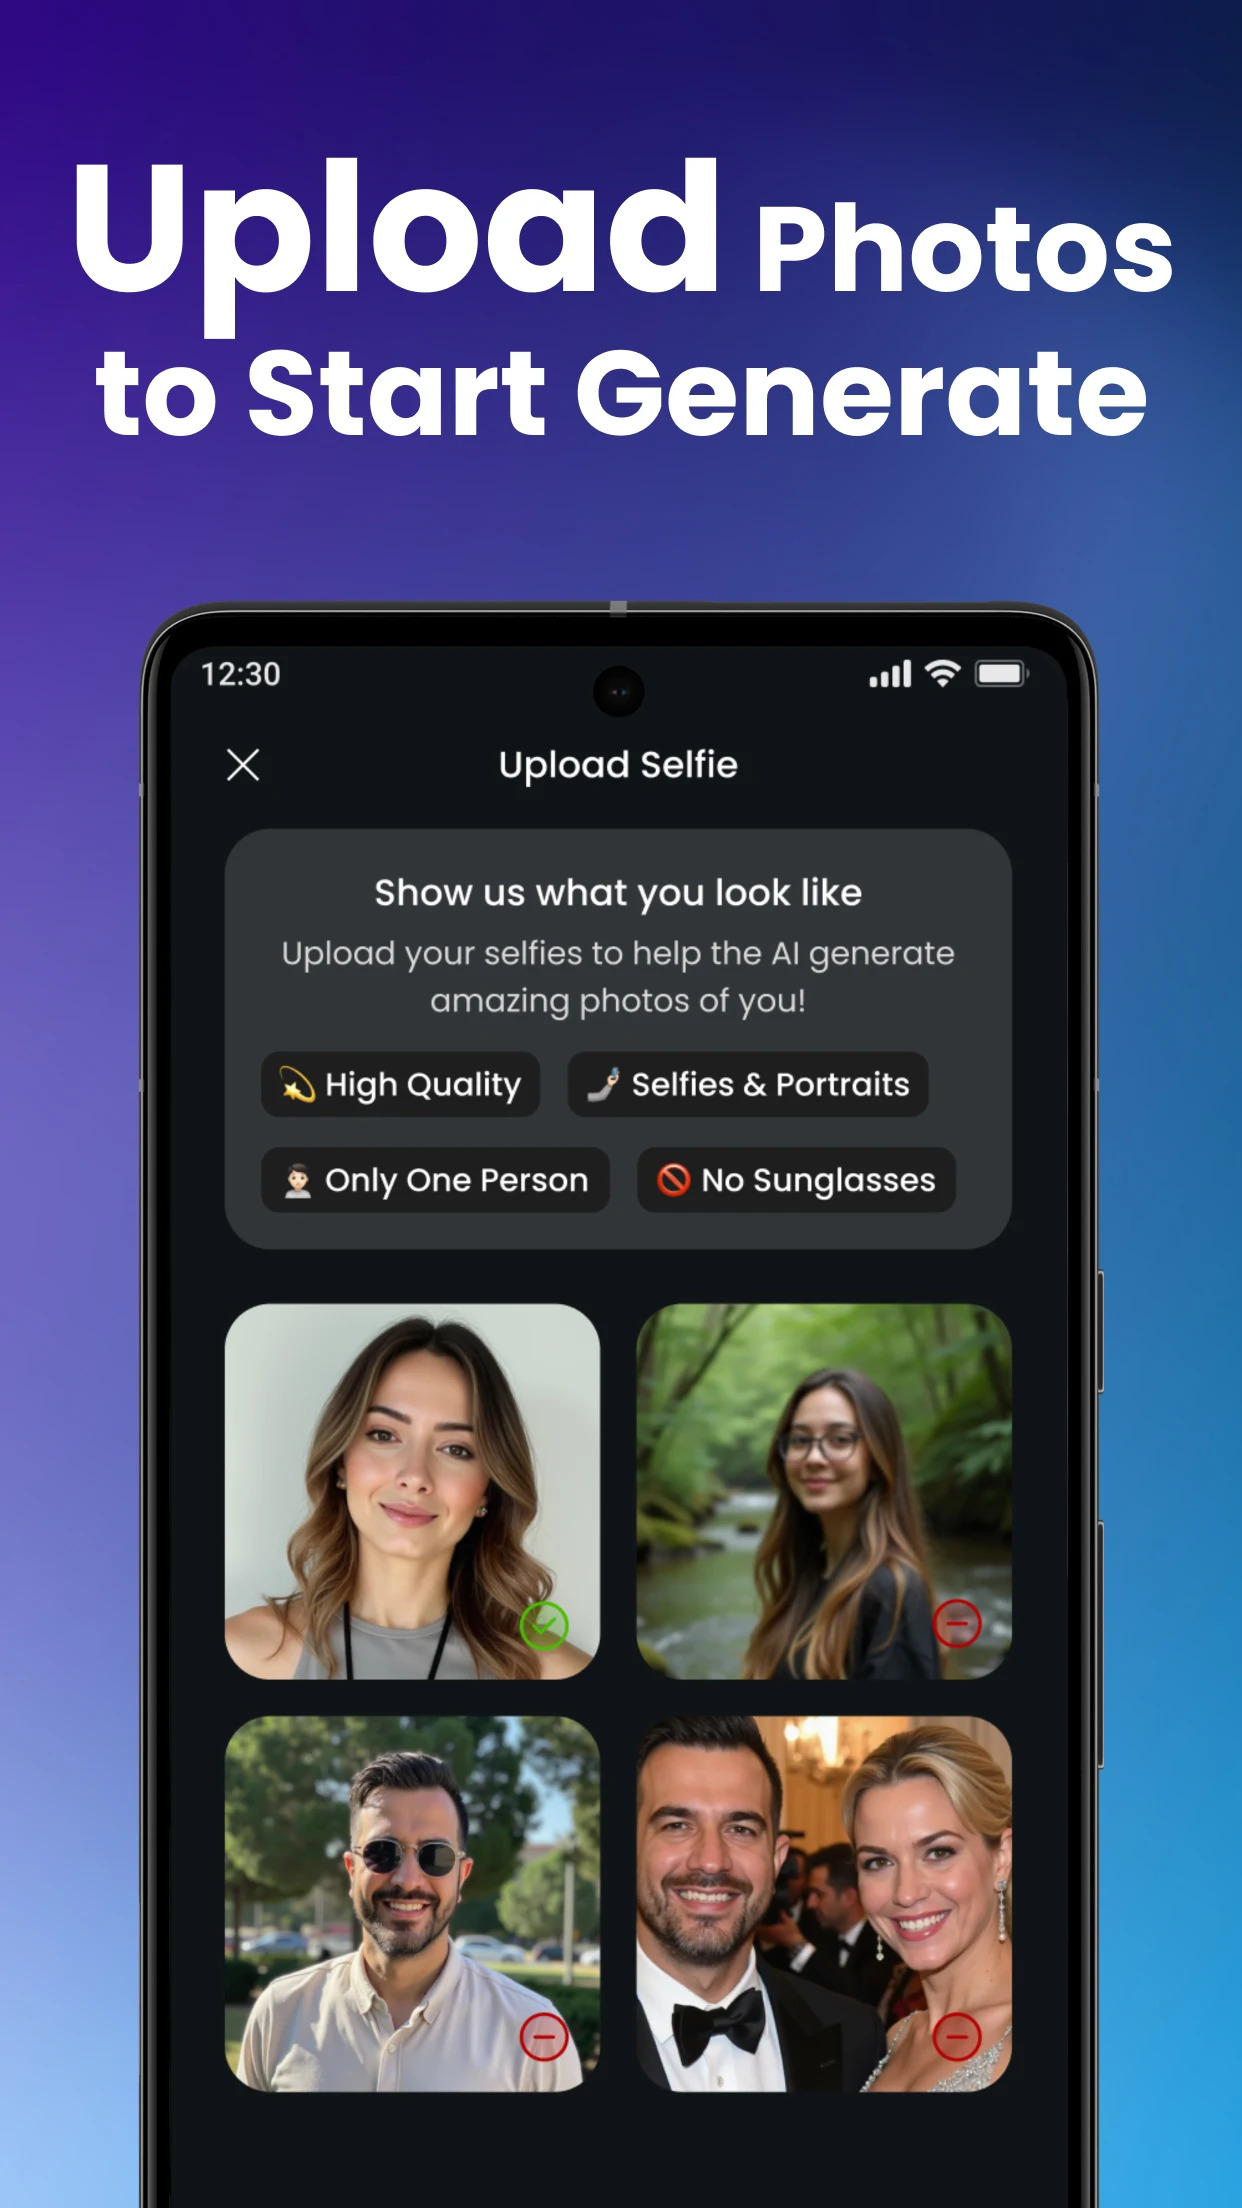 Upload Photos
to Start Generate
12:30
Upload Selfie
Show us what you look like
Upload your selfies to help the AI generate
amazing photos of you!
💫 High Quality
🤳🏻 Selfies & Portraits
🧑🏻 Only One Person
🚫 No Sunglasses